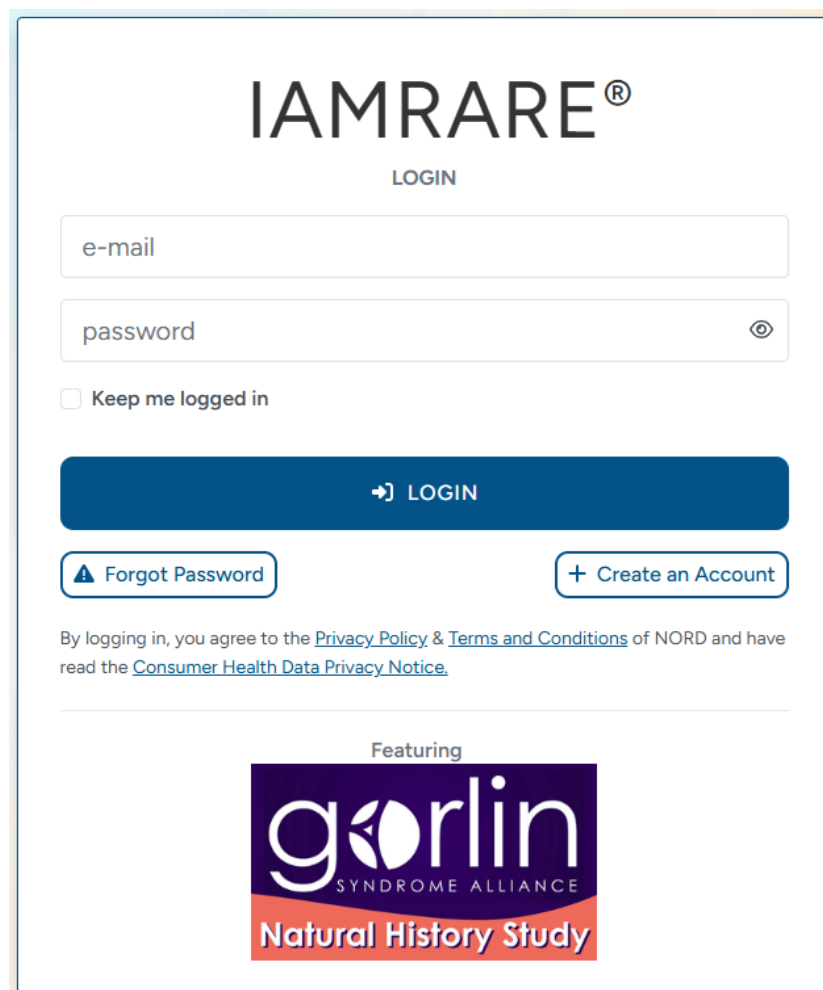 IAMRARE®
LOGIN
e-mail
password
Keep me logged in
LOGIN
Forgot Password
+ Create an Account
By logging in, you agree to the Privacy Policy & Terms and Conditions of NORD and have
read the Consumer Health Data Privacy Notice.
Featuring
gorlin
SYNDROME ALLIANCE
Natural History Study